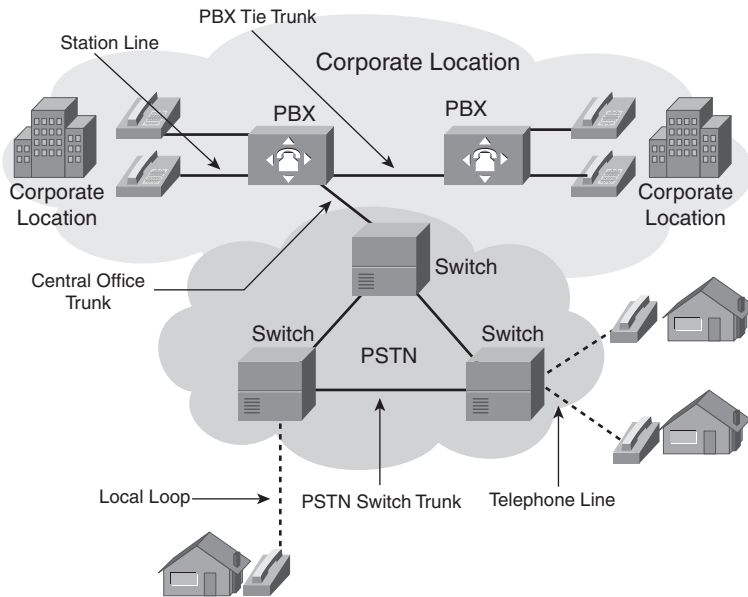 PBX Tie Trunk
Station Line
Corporate Location
PBX
PBX
Corporate
Location
Corporate
Location
Switch
Central Office
Trunk
Switch
Switch
PSTN
Local Loop
PSTN Switch Trunk
Telephone Line